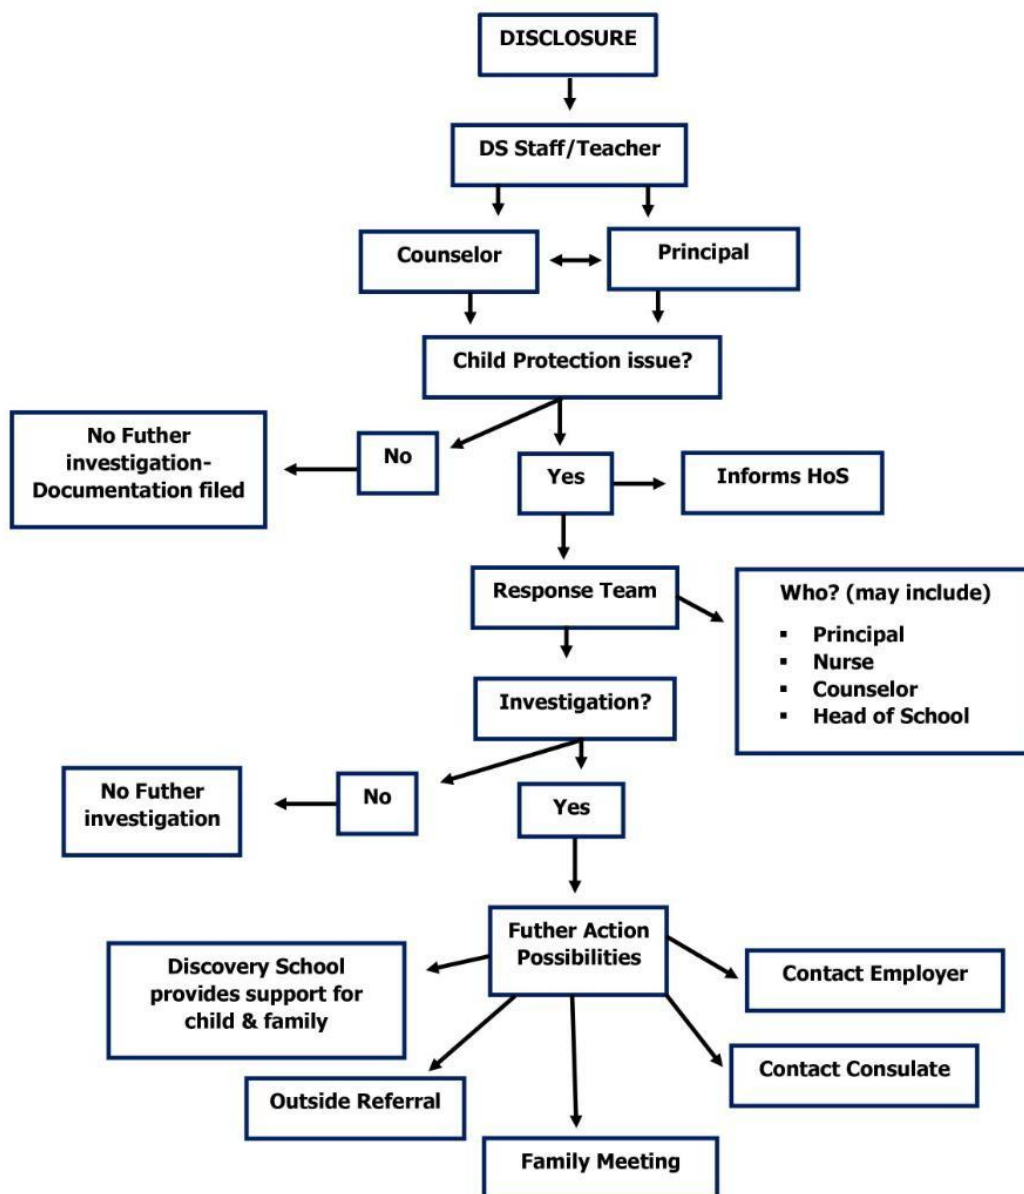 DISCLOSURE
DS Staff/Teacher
Counselor
Principal
Child Protection issue?
No Futher
investigation-
Documentation filed
No
Yes
Informs HoS
Response Team
Who? (may include)
▪ Principal
▪ Nurse
▪ Counselor
▪ Head of School
Investigation?
No Futher
investigation
No
Yes
Futher Action
Possibilities
Discovery School
provides support for
child & family
Contact Employer
Outside Referral
Contact Consulate
Family Meeting